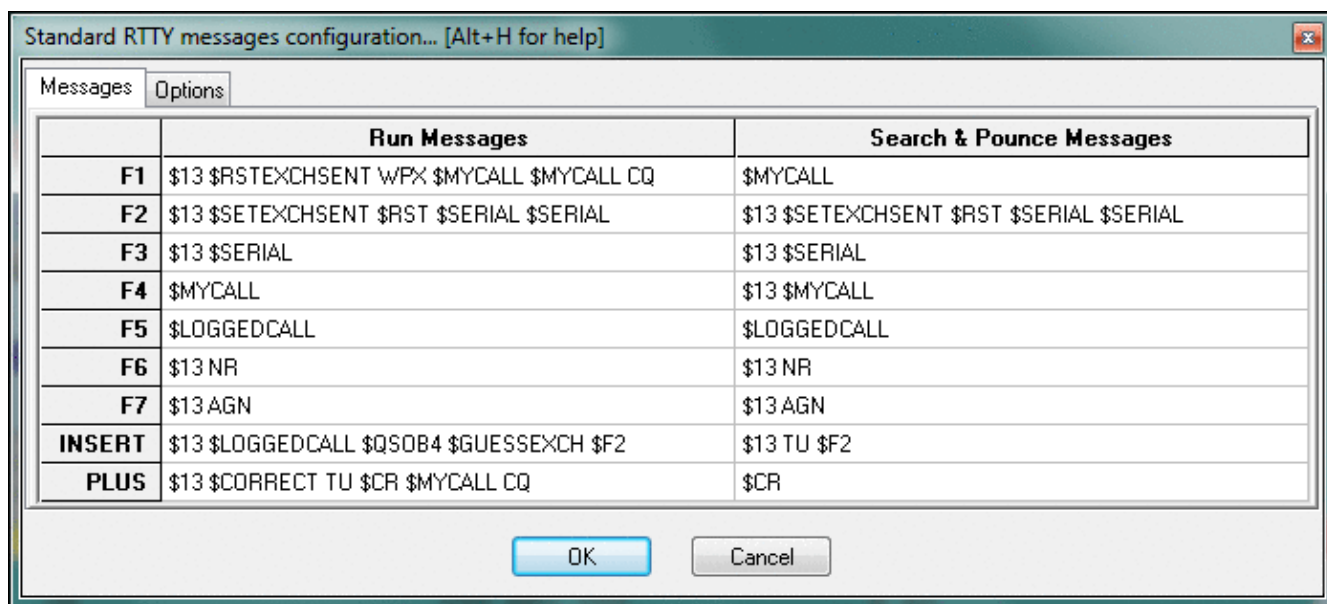 Standard RTTY messages configuration... [Alt+H for help]
Messages Options
Run Messages Search & Pounce Messages
F1 $13 $RSTEXCHSENT WPX $MYCALL $MYCALL CQ $MYCALL
F2 $13 $SETEXCHSENT $RST $SERIAL $SERIAL $13 $SETEXCHSENT $RST $SERIAL $SERIAL
F3 $13 $SERIAL $13 $SERIAL
F4 $MYCALL $13 $MYCALL
F5 $LOGGEDCALL $LOGGEDCALL
F6 $13 NR $13 NR
F7 $13 AGN $13 AGN
INSERT $13 $LOGGEDCALL $QSOB4 $GUESSEXCH $F2 $13 TU $F2
PLUS $13 $CORRECT TU $CR $MYCALL CQ $CR
OK Cancel